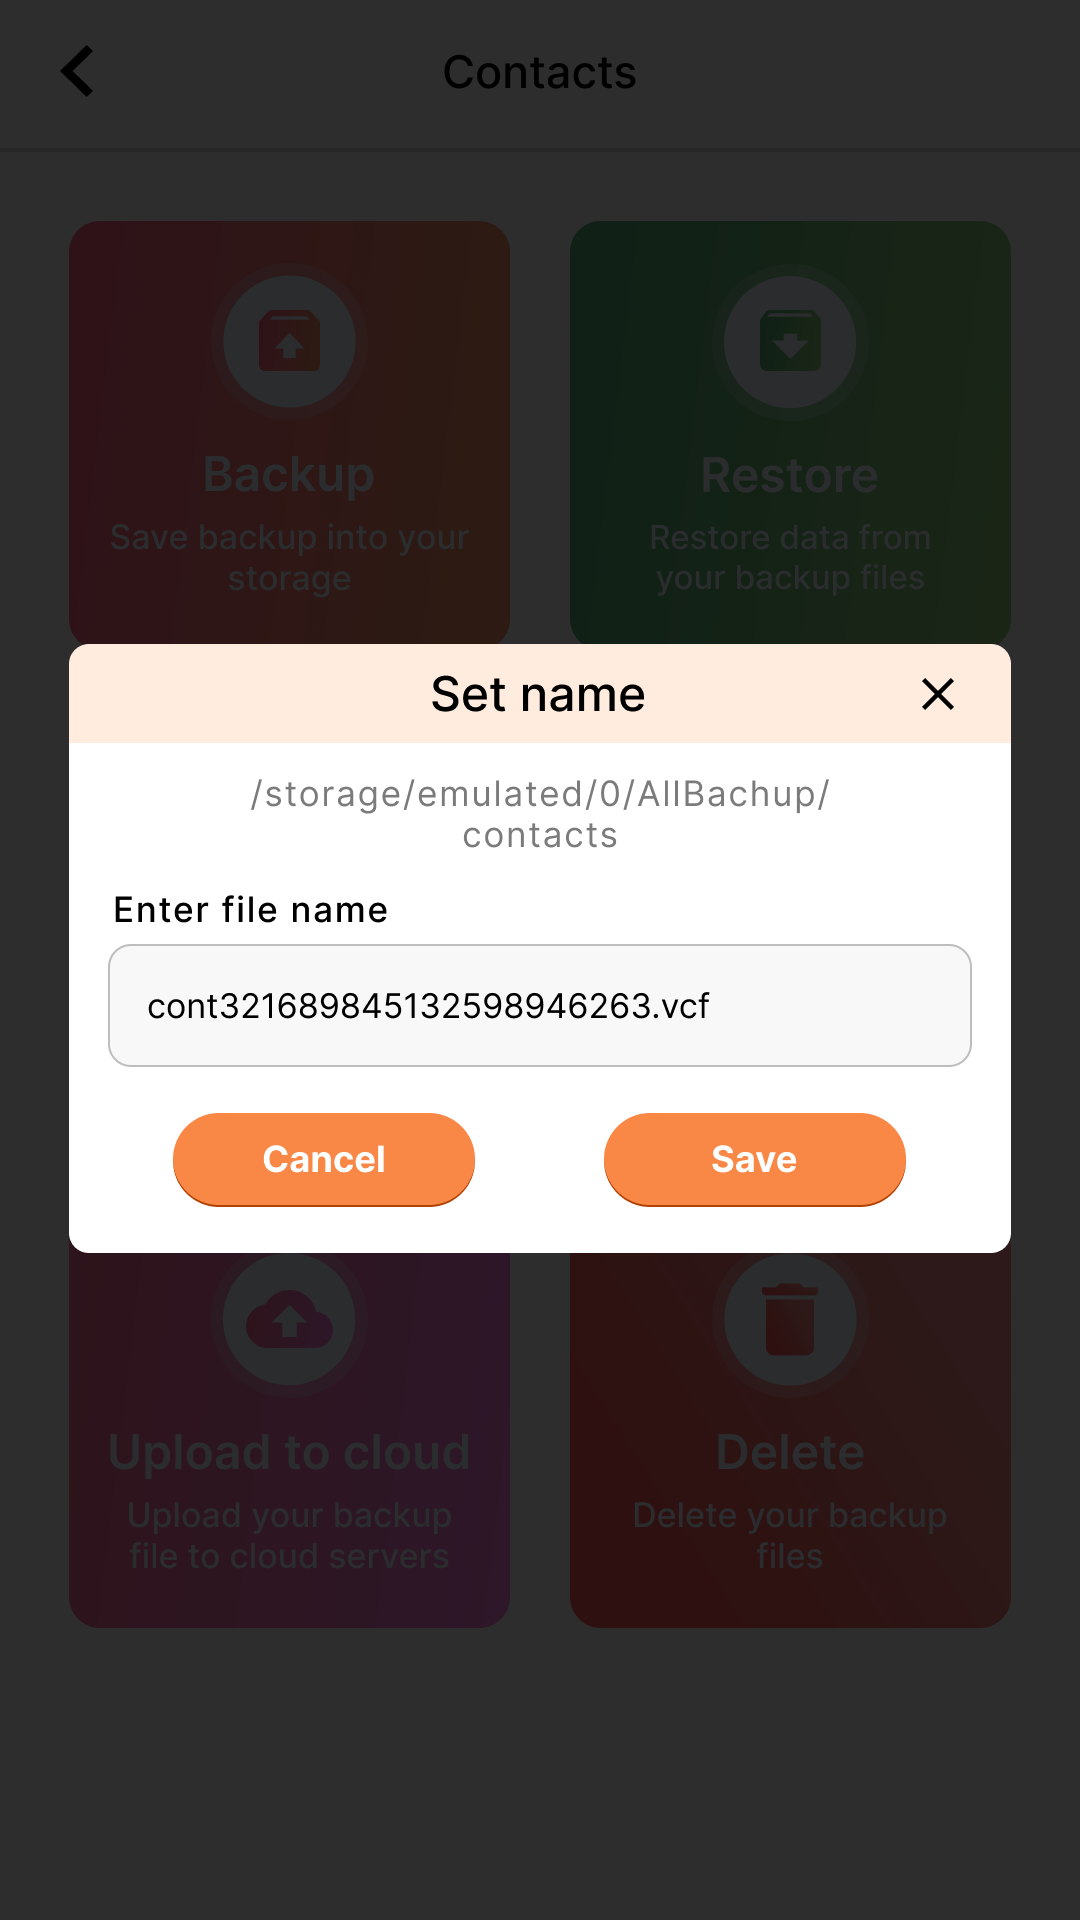 Contacts
Backup
Save backup into your
storage
Restore
Restore data from
your backup files
Set name
/storage/emulated/0/AllBachup/
contacts
Enter file name
cont321689845132598946263.vcf
Cancel
Save
Upload to cloud
Upload your backup
file to cloud servers
Delete
Delete your backup
files